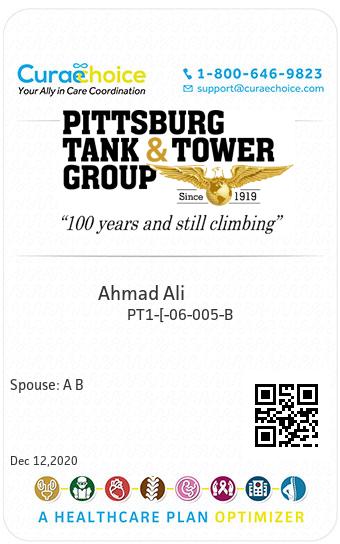 Curaechoice
Your Ally in Care Coordination
1-800-646-9823
support@curaechoice.com
PITTSBURG
TANK & TOWER
GROUP
Since 1919
“100 years and still climbing”
Ahmad Ali
PT1-[-06-005-B
Spouse: A B
Dec 12,2020
A HEALTHCARE PLAN OPTIMIZER